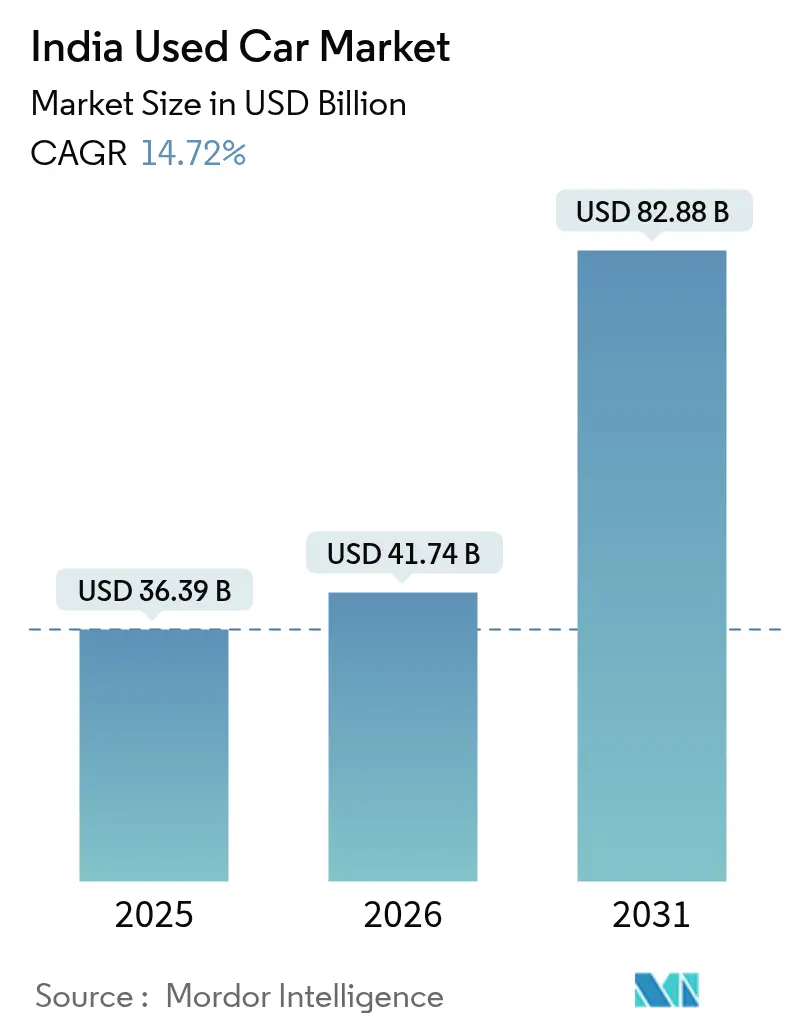 India Used Car Market
Market Size in USD Billion
CAGR 14.72%
USD 82.88 B
USD 41.74 B
USD 36.39 B
2025
2026
2031
Source : Mordor Intelligence